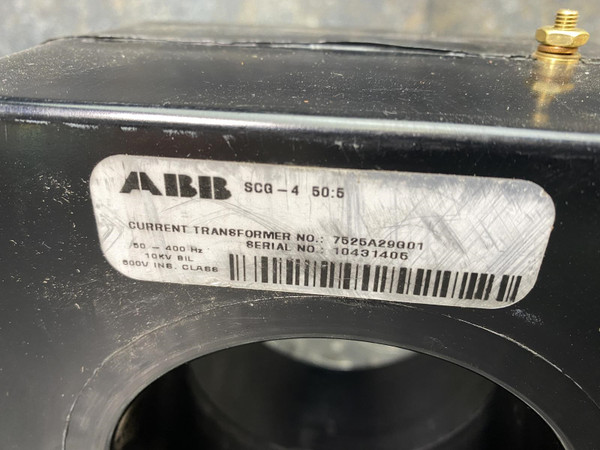 ABB SCG-4 50:5
CURRENT TRANSFORMER NO.: 7525A29G01
SERIAL NO.: 10431405
50 - 400 Hz
10KV BIL
600V INS. CLASS